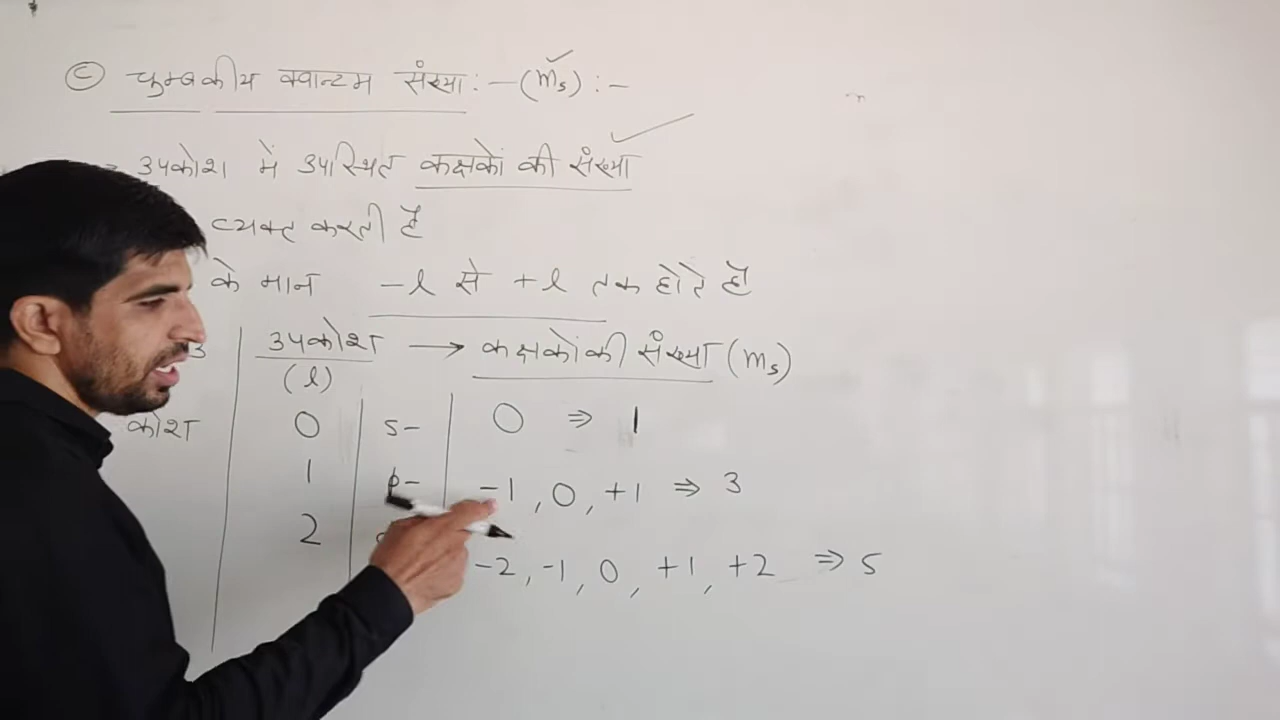 Ⓒ चुम्बकीय क्वान्टम संख्या :- (ms) :-
उपकोश में उपस्थित कक्षकों की संख्या
व्यक्त करती है
के मान -l से +l तक होते हैं
उपकोश → कक्षकों की संख्या (ms)
(l)
कोश 0 s- 0 ⇒ 1
1 p- -1, 0, +1 ⇒ 3
2 -2, -1, 0, +1, +2 ⇒ 5